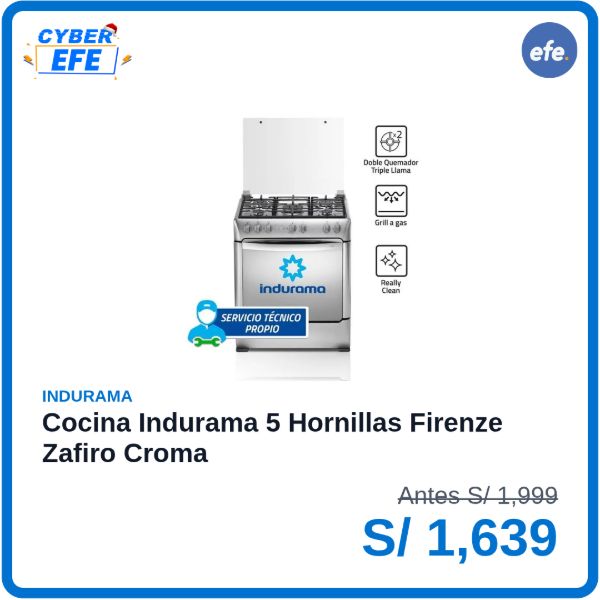 CYBER
EFE
efe.
x2
Doble Quemador
Triple Llama
Grill a gas
Really
Clean
indurama
SERVICIO TÉCNICO
PROPIO
INDURAMA
Cocina Indurama 5 Hornillas Firenze
Zafiro Croma
Antes S/ 1,999
S/ 1,639